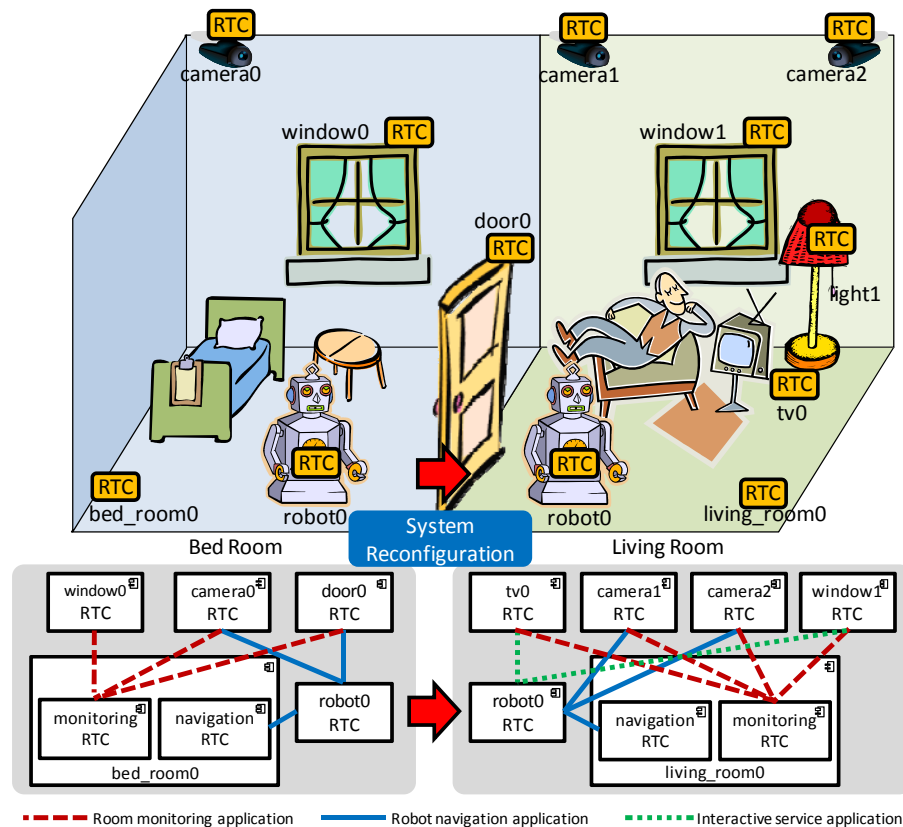 RTC
camera0
RTC
camera1
RTC
camera2
window0
RTC
window1
RTC
door0
RTC
RTC
light1
RTC
tv0
RTC
bed_room0
RTC
robot0
RTC
robot0
RTC
living_room0
Bed Room
System
Reconfiguration
Living Room
window0
RTC
camera0
RTC
door0
RTC
monitoring
RTC
navigation
RTC
bed_room0
robot0
RTC
tv0
RTC
camera1
RTC
camera2
RTC
window1
RTC
robot0
RTC
navigation
RTC
monitoring
RTC
living_room0
Room monitoring application
Robot navigation application
Interactive service application